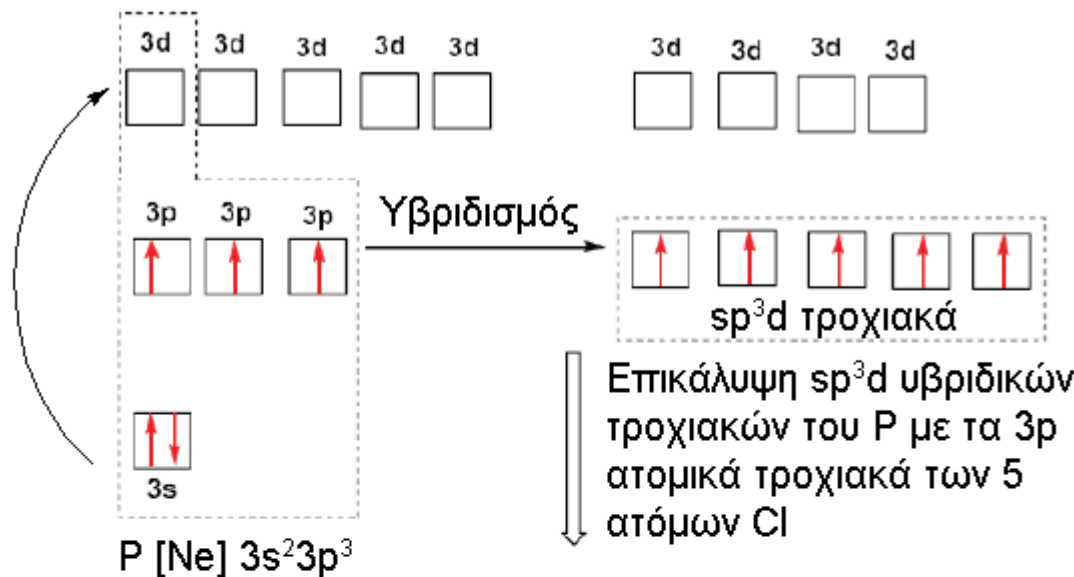 3d 3d 3d 3d 3d
3d 3d 3d 3d
3p 3p 3p
Υβριδισμός
sp³d τροχιακά
3s
P [Ne] 3s²3p³
Επικάλυψη sp³d υβριδικών
τροχιακών του P με τα 3p
ατομικά τροχιακά των 5
ατόμων Cl